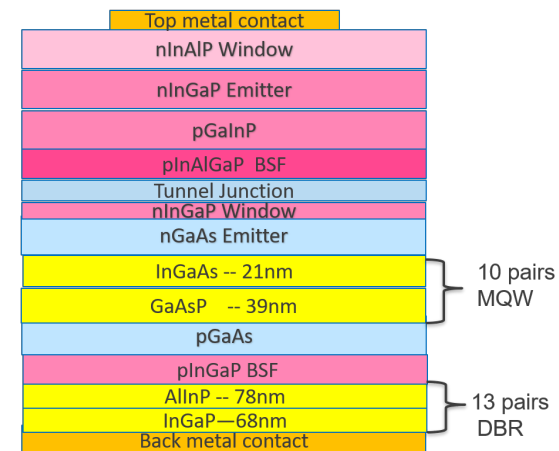 Top metal contact
nInAlP Window
nInGaP Emitter
pGaInP
pInAlGaP BSF
Tunnel Junction
nInGaP Window
nGaAs Emitter
InGaAs -- 21nm
GaAsP -- 39nm
10 pairs
MQW
pGaAs
pInGaP BSF
AlInP -- 78nm
InGaP—68nm
13 pairs
DBR
Back metal contact